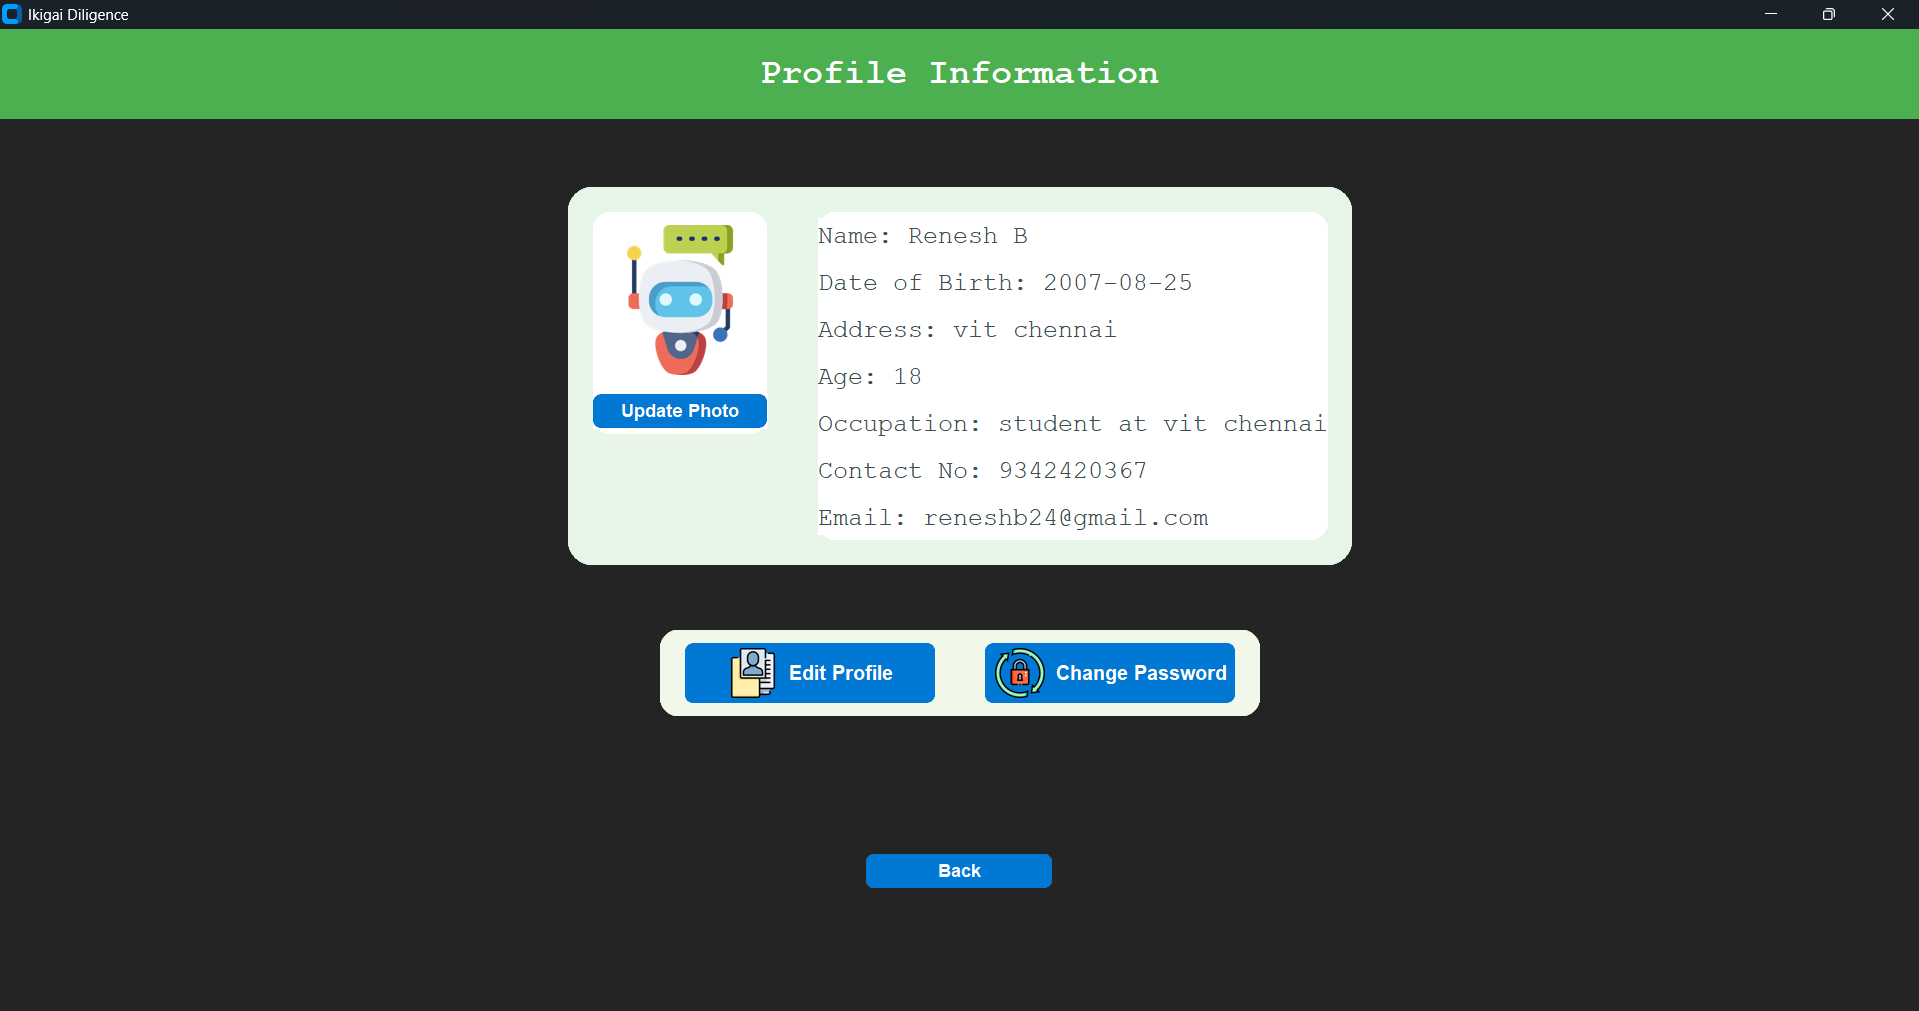 Ikigai Diligence
Profile Information
Name: Renesh B
Date of Birth: 2007-08-25
Address: vit chennai
Age: 18
Update Photo
Occupation: student at vit chennai
Contact No: 9342420367
Email: reneshb24@gmail.com
Edit Profile
Change Password
Back